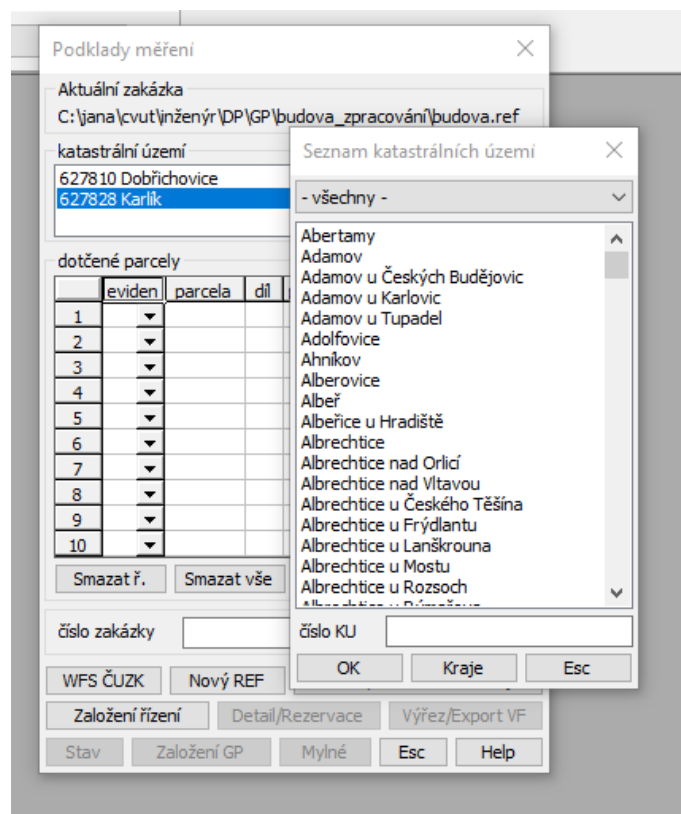 Podklady měření
Aktuální zakázka
C:\jana\cvut\inženýr\DP\GP\budova_zpracování\budova.ref
katastrální území
627810 Dobřichovice
627828 Karlík
dotčené parcely
eviden parcela díl
1
2
3
4
5
6
7
8
9
10
Smazat ř. Smazat vše
číslo zakázky
WFS ČUZK Nový REF
Založení řízení Detail/Rezervace Výřez/Export VF
Stav Založení GP Mylné Esc Help
Seznam katastrálních území
- všechny -
Abertamy
Adamov
Adamov u Českých Budějovic
Adamov u Karlovic
Adamov u Tupadel
Adolfovice
Ahníkov
Alberovice
Albeř
Albeřice u Hradiště
Albrechtice
Albrechtice nad Orlicí
Albrechtice nad Vltavou
Albrechtice u Českého Těšína
Albrechtice u Frýdlantu
Albrechtice u Lanškrouna
Albrechtice u Mostu
Albrechtice u Rozsoch
číslo KU
OK Kraje Esc